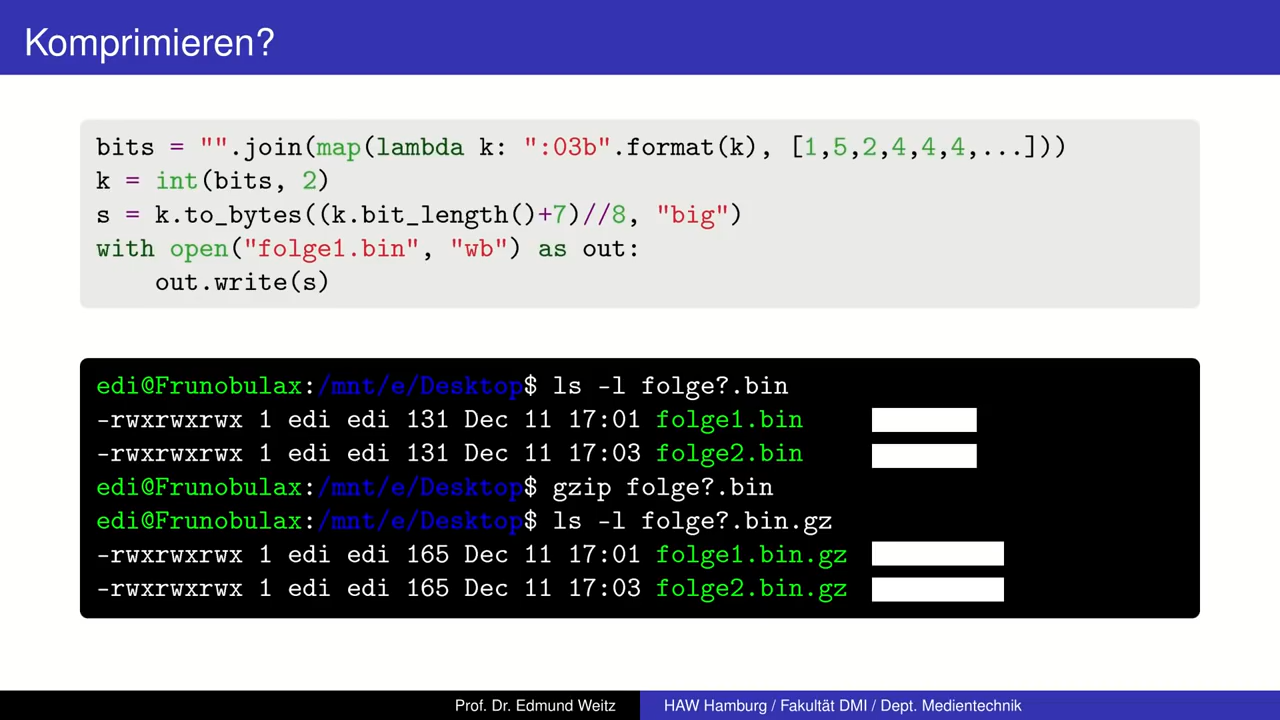 Komprimieren?
bits = "".join(map(lambda k: ":03b".format(k), [1,5,2,4,4,4,...]))
k = int(bits, 2)
s = k.to_bytes((k.bit_length()+7)//8, "big")
with open("folge1.bin", "wb") as out:
    out.write(s)
edi@Frunobulax:/mnt/e/Desktop$ ls -l folge?.bin
-rwxrwxrwx 1 edi edi 131 Dec 11 17:01 folge1.bin
-rwxrwxrwx 1 edi edi 131 Dec 11 17:03 folge2.bin
edi@Frunobulax:/mnt/e/Desktop$ gzip folge?.bin
edi@Frunobulax:/mnt/e/Desktop$ ls -l folge?.bin.gz
-rwxrwxrwx 1 edi edi 165 Dec 11 17:01 folge1.bin.gz
-rwxrwxrwx 1 edi edi 165 Dec 11 17:03 folge2.bin.gz
Prof. Dr. Edmund Weitz
HAW Hamburg / Fakultät DMI / Dept. Medientechnik